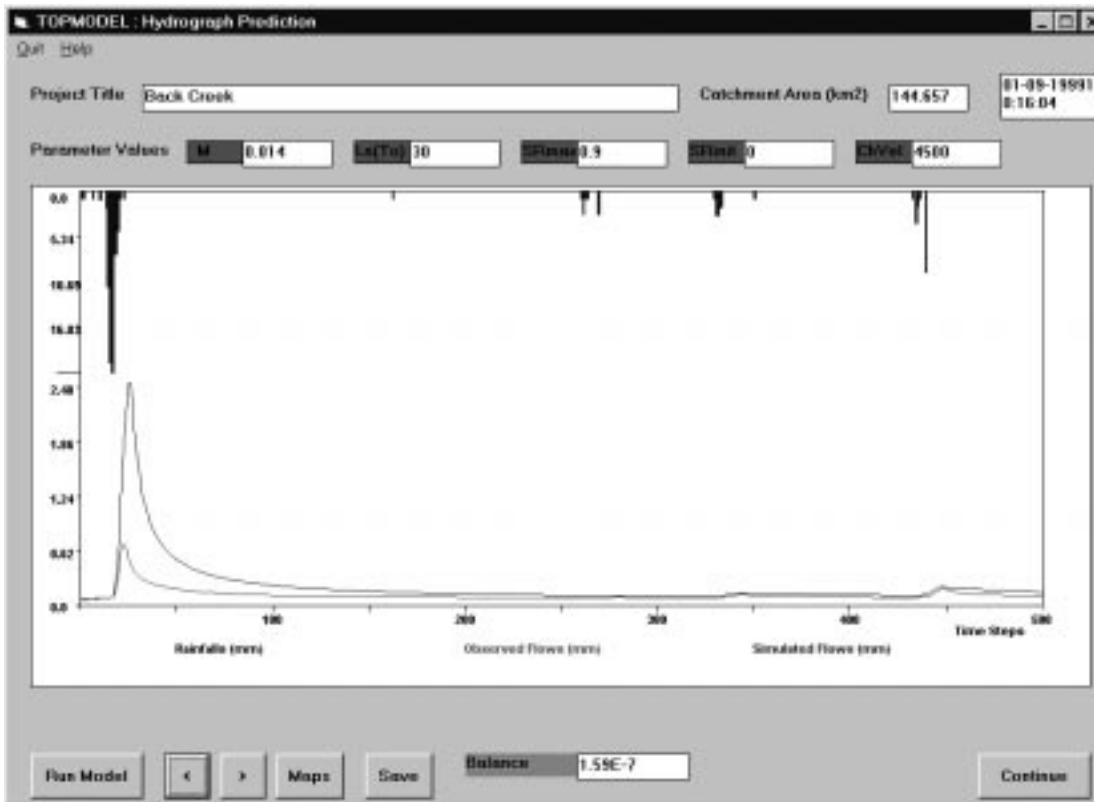 TOPMODEL : Hydrograph Prediction
Quit Help
Project Title Back Creek Catchment Area (km2) 144.657 01-09-19991
0:16:04
Parameter Values M 0.014 Ln(To) 30 SRmax 0.9 SRinit 0 ChVel 4500
0.0
5.34
10.69
16.03
2.48
1.86
1.24
0.62
0.0
100 200 300 400 500
Time Steps
Rainfalls (mm) Observed Flows (mm) Simulated Flows (mm)
Run Model < > Maps Save Balance 1.59E-7 Continue